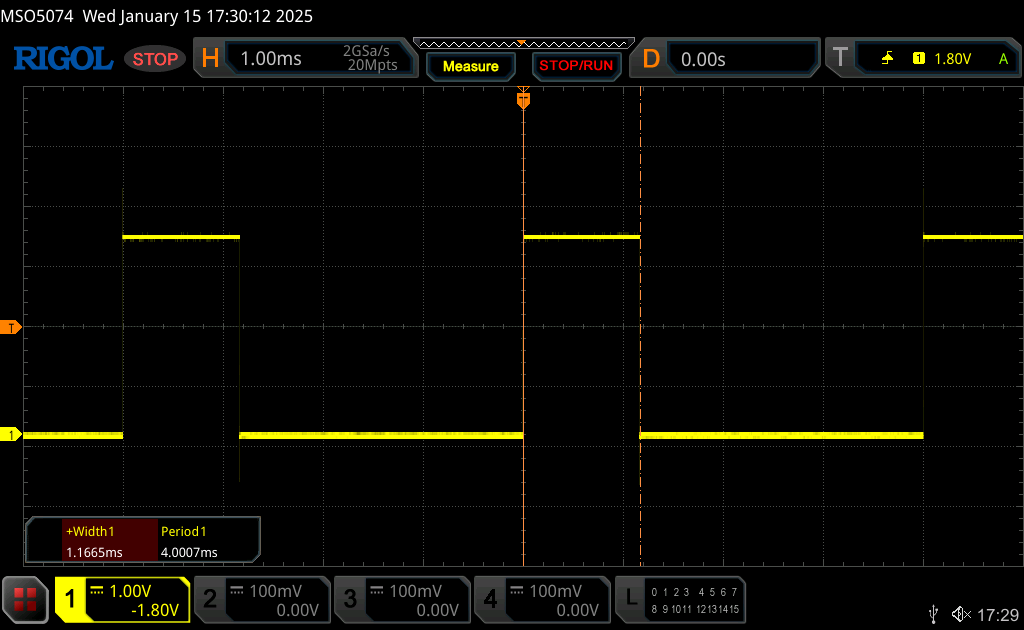 MSO5074 Wed January 15 17:30:12 2025
RIGOL STOP H 1.00ms 2GSa/s 20Mpts Measure STOP/RUN D 0.00s T 1 1.80V A
T
T
1
+Width1 Period1
1.1665ms 4.0007ms
1 1.00V -1.80V 2 100mV 0.00V 3 100mV 0.00V 4 100mV 0.00V L 0 1 2 3 4 5 6 7
8 9 10 11 12 13 14 15
17:29